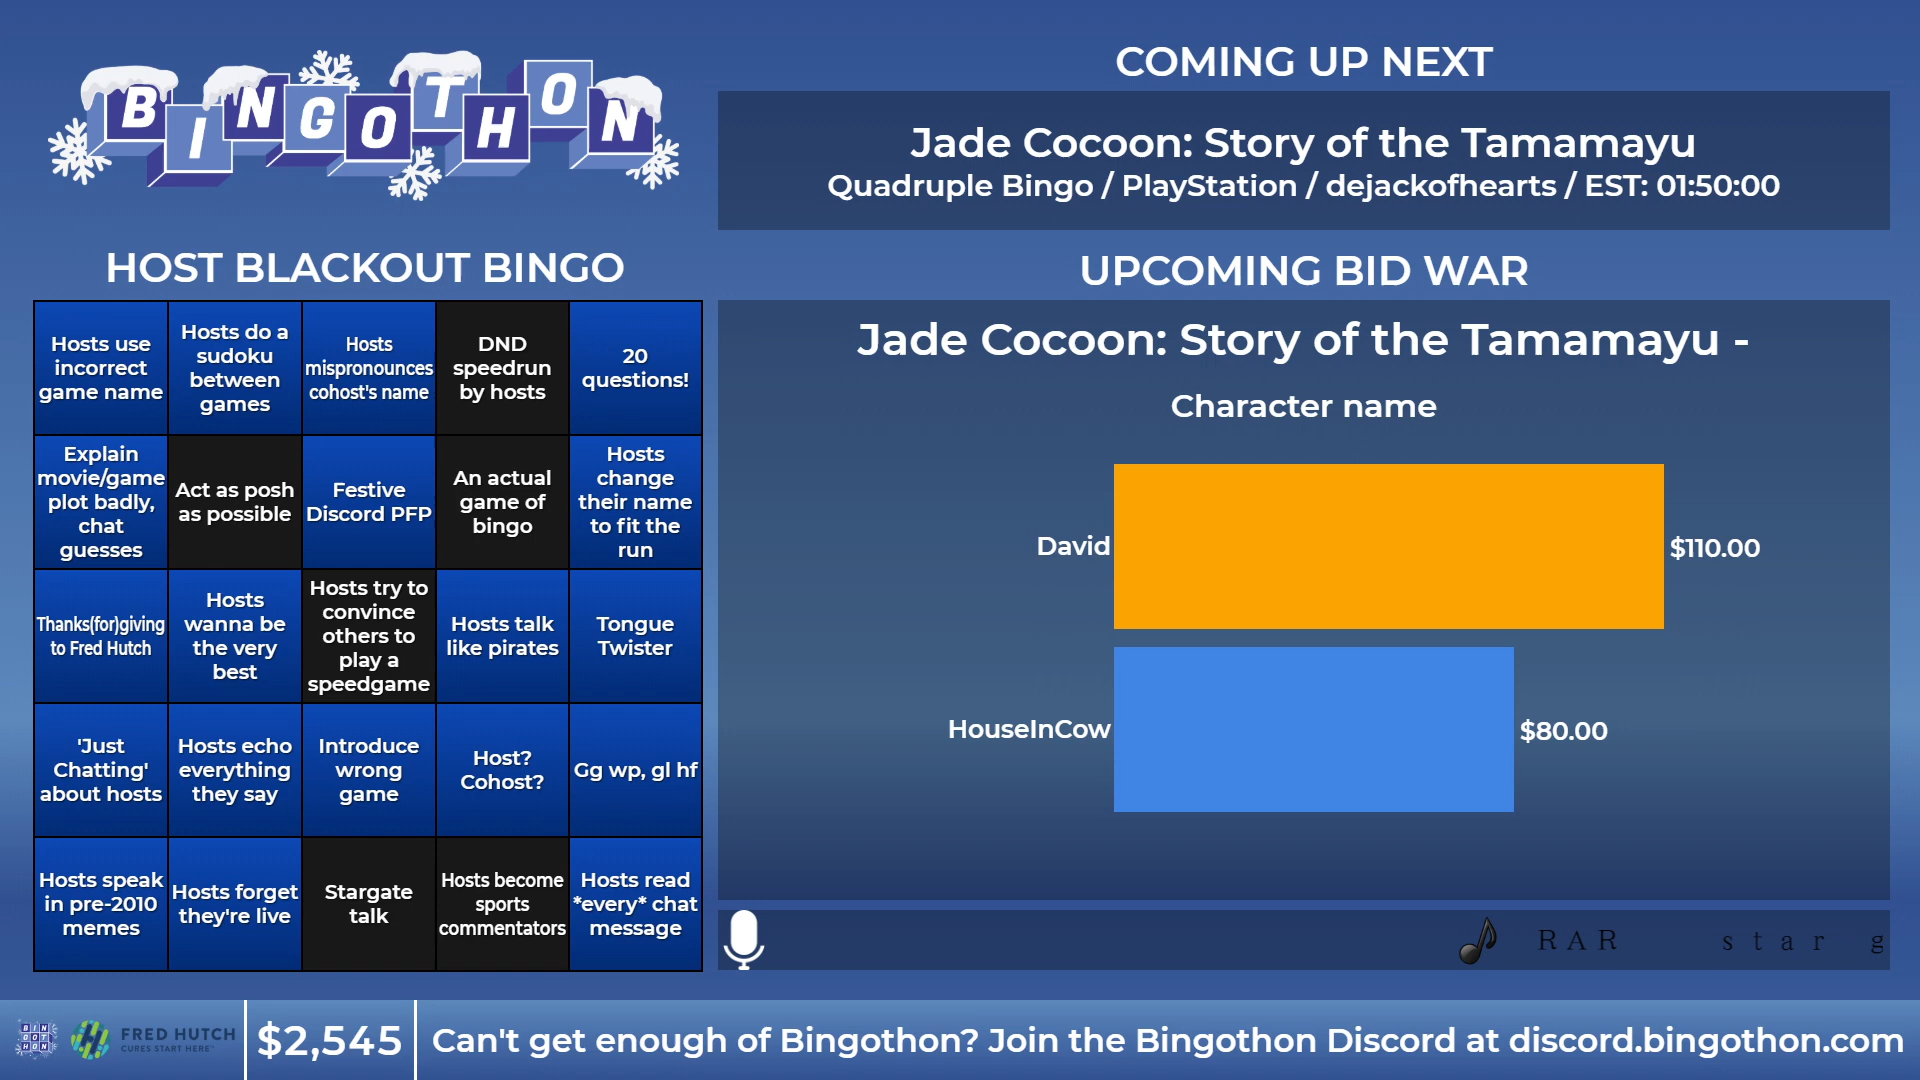 BINGOTHON
COMING UP NEXT
Jade Cocoon: Story of the Tamamayu
Quadruple Bingo / PlayStation / dejackofhearts / EST: 01:50:00
HOST BLACKOUT BINGO
Hosts use
incorrect
game name
Hosts do a
sudoku
between
games
Hosts
mispronounces
cohost's name
DND
speedrun
by hosts
20
questions!
Explain
movie/game
plot badly,
chat
guesses
Act as posh
as possible
Festive
Discord PFP
An actual
game of
bingo
Hosts
change
their name
to fit the
run
Thanks(for)giving
to Fred Hutch
Hosts
wanna be
the very
best
Hosts try to
convince
others to
play a
speedgame
Hosts talk
like pirates
Tongue
Twister
'Just
Chatting'
about hosts
Hosts echo
everything
they say
Introduce
wrong
game
Host?
Cohost?
Gg wp, gl hf
Hosts speak
in pre-2010
memes
Hosts forget
they're live
Stargate
talk
Hosts become
sports
commentators
Hosts read
*every* chat
message
UPCOMING BID WAR
Jade Cocoon: Story of the Tamamayu -
Character name
David
$110.00
HouseInCow
$80.00
RAR star g
BINGOTHON
FRED HUTCH
CURES START HERE™
$2,545
Can't get enough of Bingothon? Join the Bingothon Discord at discord.bingothon.com